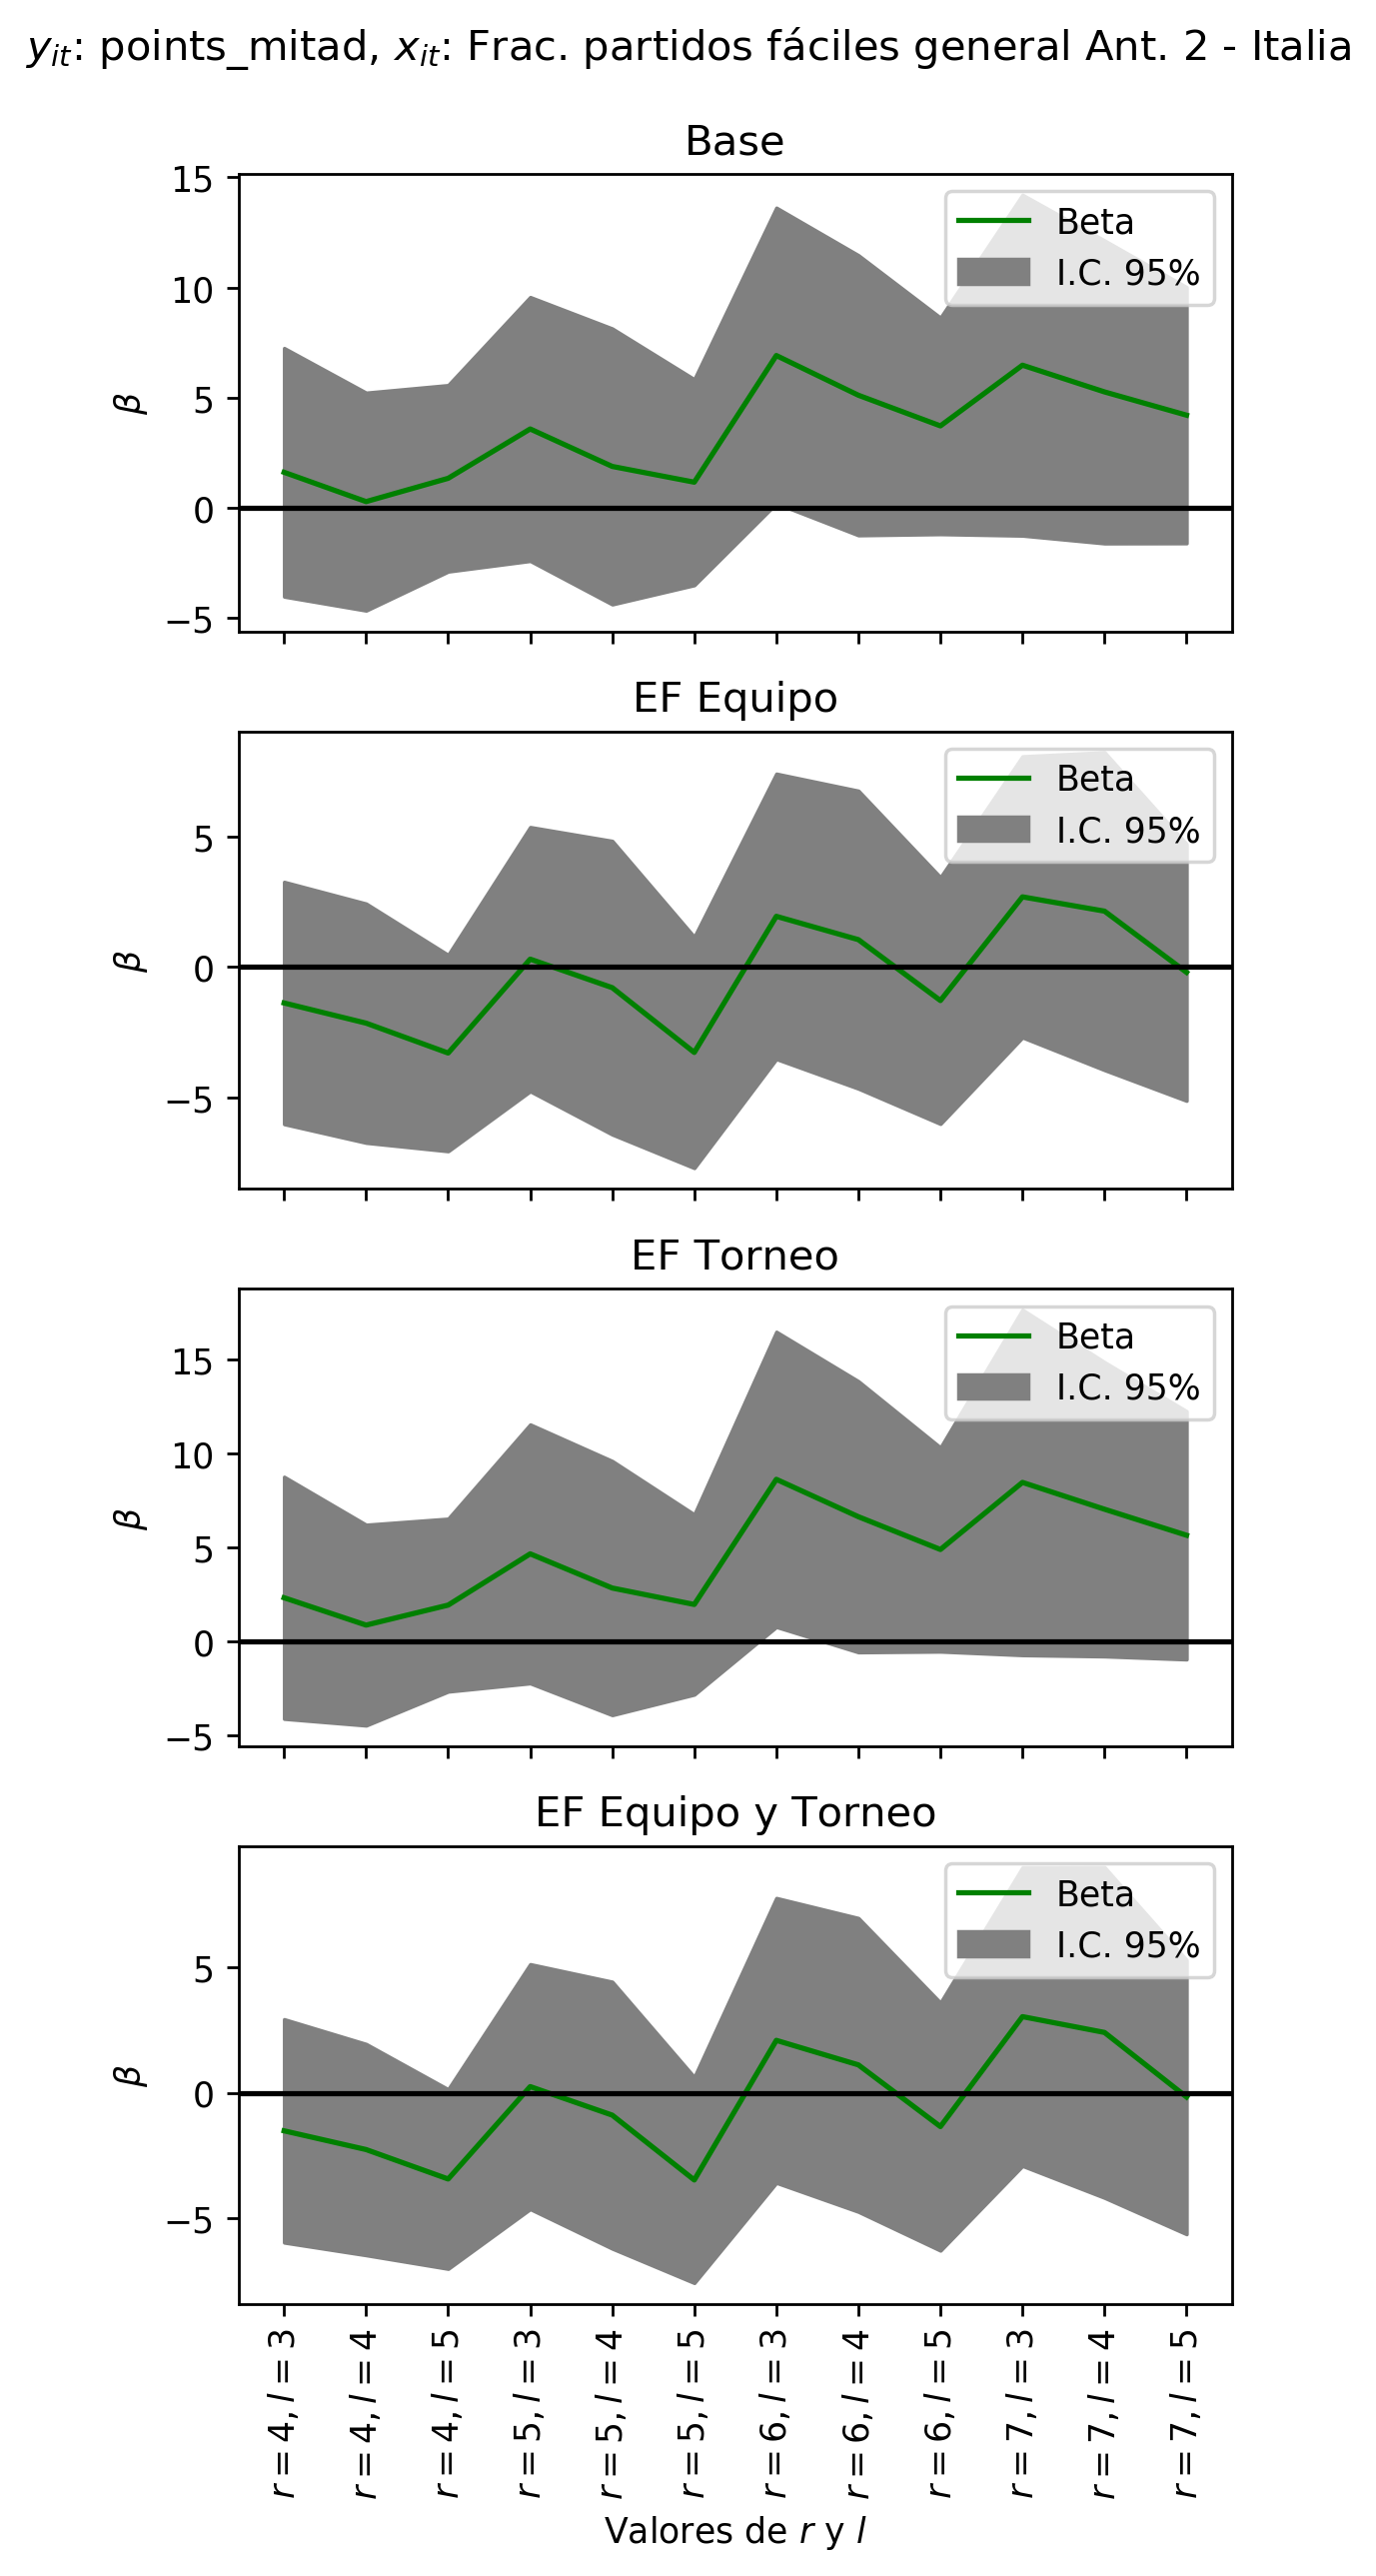 y_it: points_mitad, x_it: Frac. partidos fáciles general Ant. 2 - Italia
Base
15
10
5
0
−5
β
Beta
I.C. 95%
EF Equipo
5
0
−5
β
Beta
I.C. 95%
EF Torneo
15
10
5
0
−5
β
Beta
I.C. 95%
EF Equipo y Torneo
5
0
−5
β
Beta
I.C. 95%
r = 4, l = 3
r = 4, l = 4
r = 4, l = 5
r = 5, l = 3
r = 5, l = 4
r = 5, l = 5
r = 6, l = 3
r = 6, l = 4
r = 6, l = 5
r = 7, l = 3
r = 7, l = 4
r = 7, l = 5
Valores de r y l